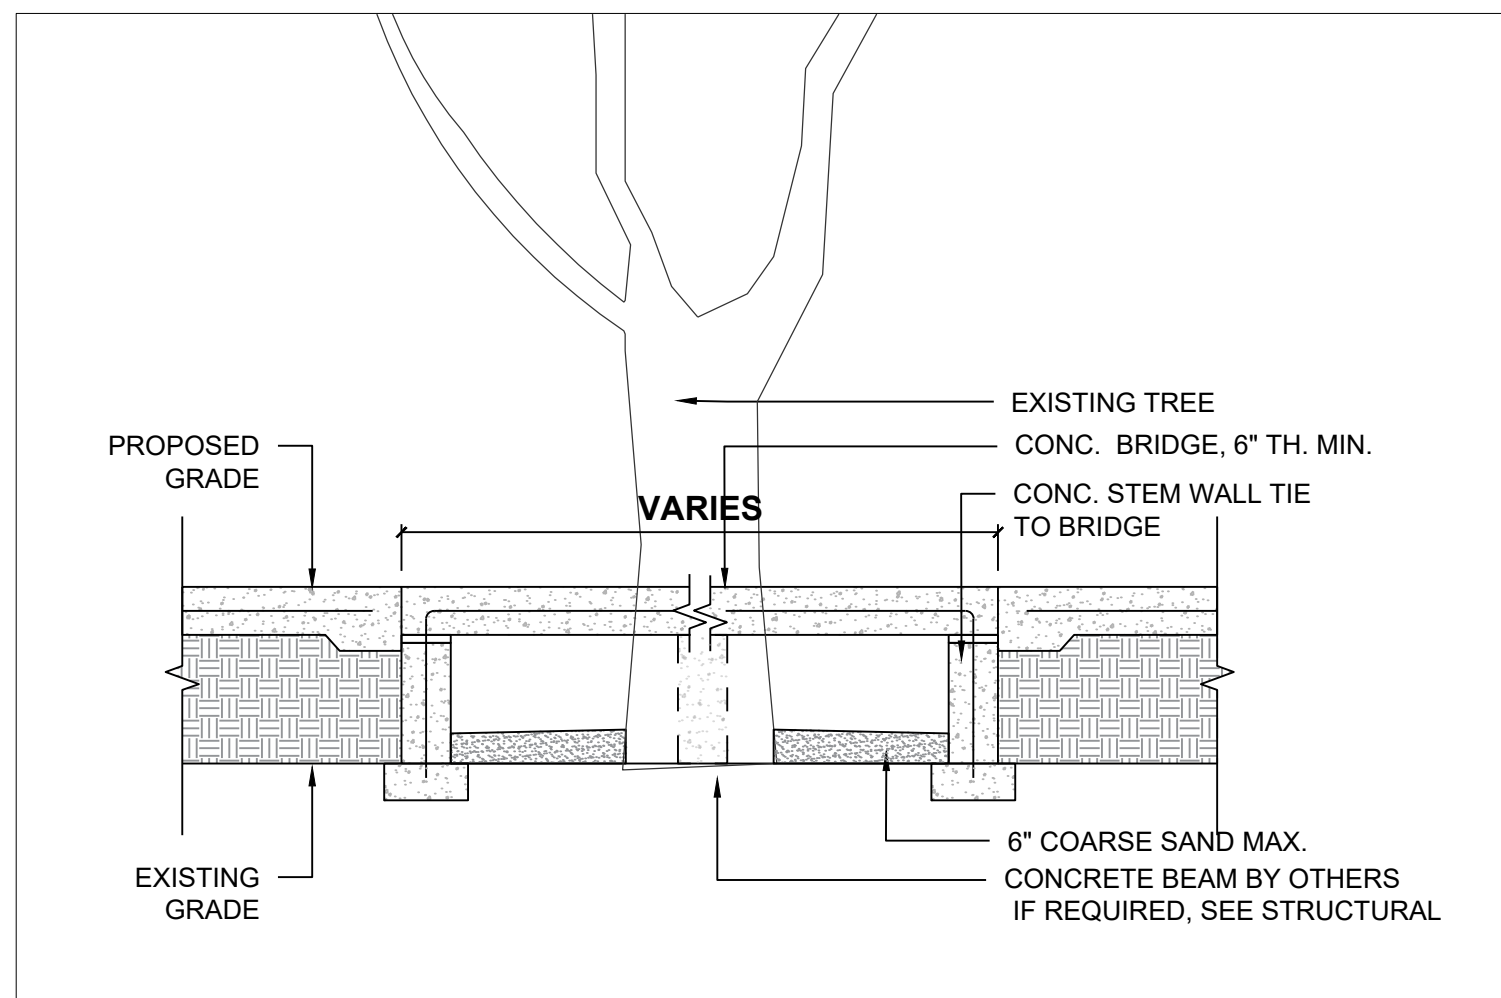 EXISTING TREE
PROPOSED
GRADE
CONC. BRIDGE, 6" TH. MIN.
CONC. STEM WALL TIE
TO BRIDGE
VARIES
6" COARSE SAND MAX.
EXISTING
GRADE
CONCRETE BEAM BY OTHERS
IF REQUIRED, SEE STRUCTURAL